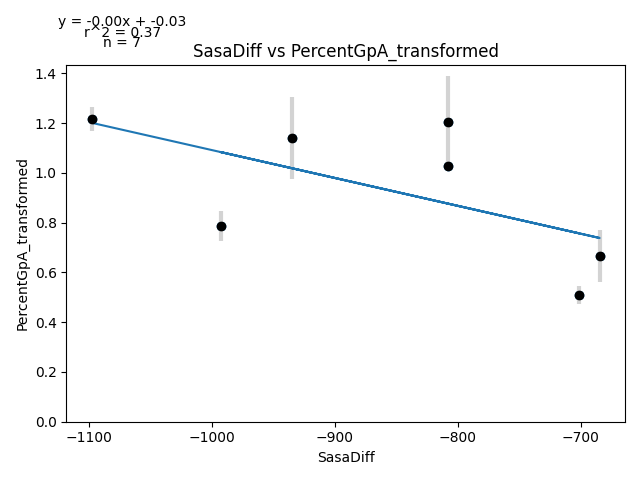 y = -0.00x + -0.03
r^2 = 0.37
n = 7
SasaDiff vs PercentGpA_transformed
PercentGpA_transformed
1.4
1.2
1.0
0.8
0.6
0.4
0.2
0.0
−1100 −1000 −900 −800 −700
SasaDiff